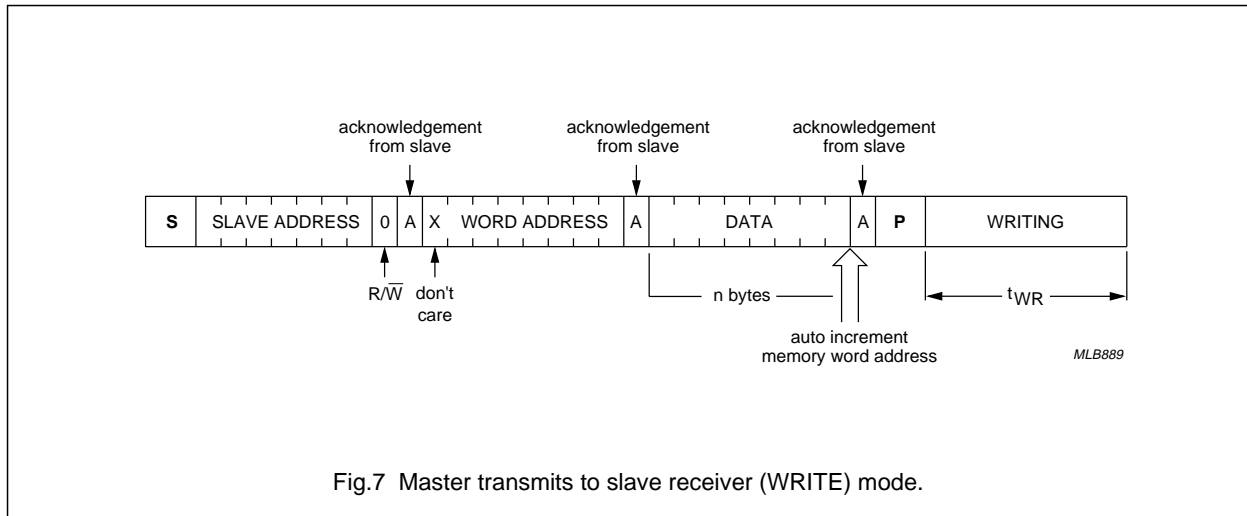 acknowledgement
from slave
acknowledgement
from slave
acknowledgement
from slave
S SLAVE ADDRESS 0 A X WORD ADDRESS A DATA A P WRITING
R/W̅
don't
care
n bytes
auto increment
memory word address
tWR
MLB889
Fig.7 Master transmits to slave receiver (WRITE) mode.